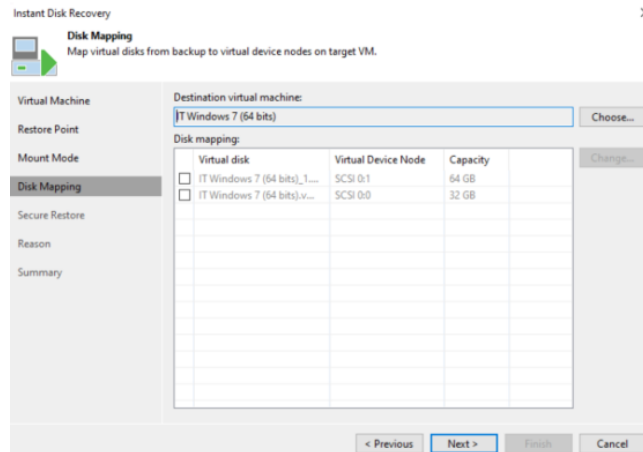 Instant Disk Recovery
Disk Mapping
Map virtual disks from backup to virtual device nodes on target VM.
Virtual Machine
Restore Point
Mount Mode
Disk Mapping
Secure Restore
Reason
Summary
Destination virtual machine:
IT Windows 7 (64 bits)
Choose...
Disk mapping:
Virtual disk Virtual Device Node Capacity
IT Windows 7 (64 bits)_1.... SCSI 0:1 64 GB
IT Windows 7 (64 bits).v... SCSI 0:0 32 GB
Change...
< Previous Next > Finish Cancel